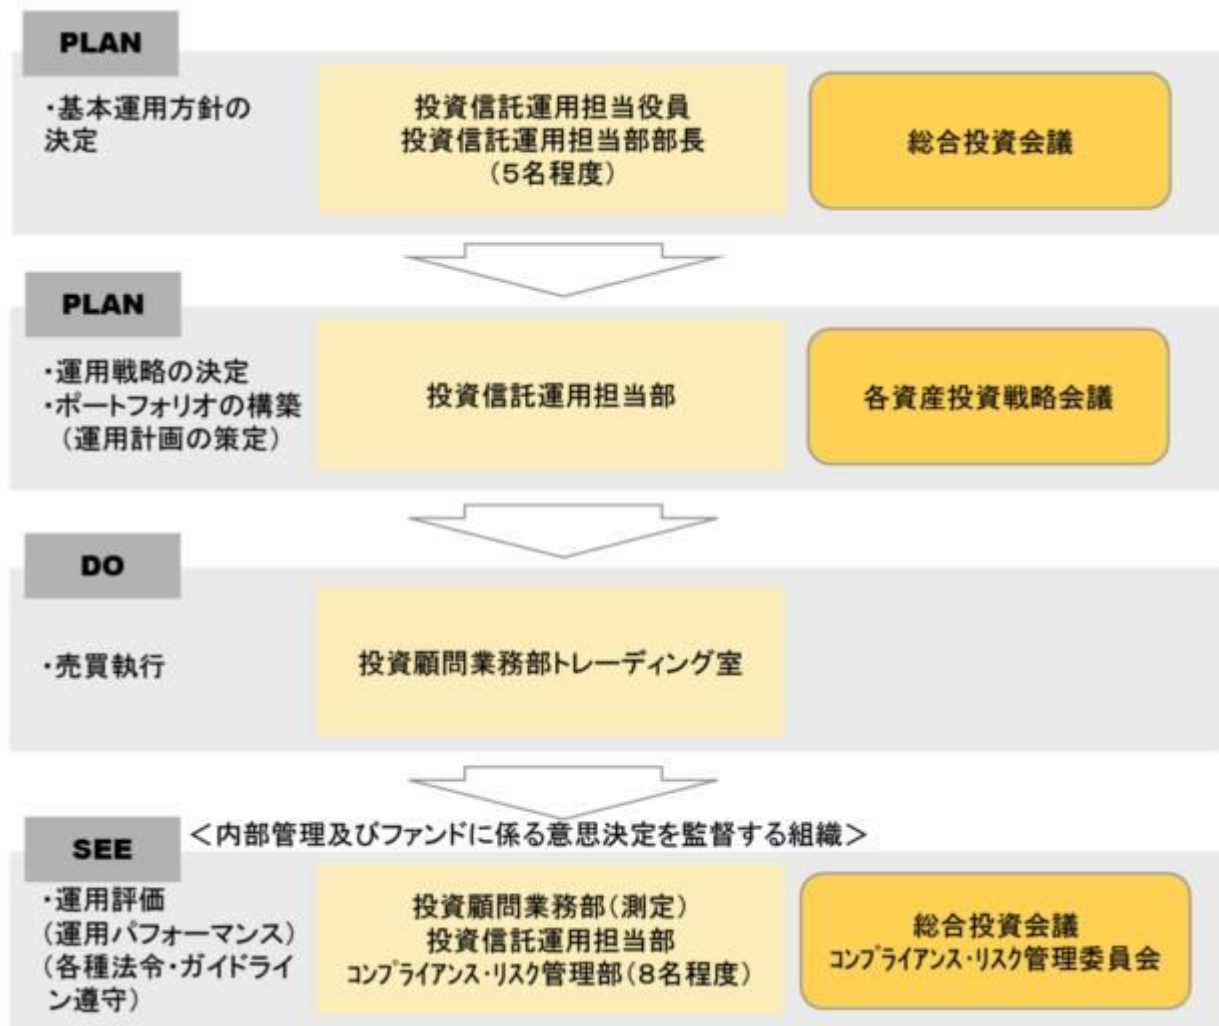 PLAN
・基本運用方針の
決定
投資信託運用担当役員
投資信託運用担当部部長
(5名程度)
総合投資会議
PLAN
・運用戦略の決定
・ポートフォリオの構築
(運用計画の策定)
投資信託運用担当部
各資産投資戦略会議
DO
・売買執行
投資顧問業務部トレーディング室
SEE
<内部管理及びファンドに係る意思決定を監督する組織>
・運用評価
(運用パフォーマンス)
(各種法令・ガイドライ
ン遵守)
投資顧問業務部(測定)
投資信託運用担当部
コンプライアンス・リスク管理部(8名程度)
総合投資会議
コンプライアンス・リスク管理委員会